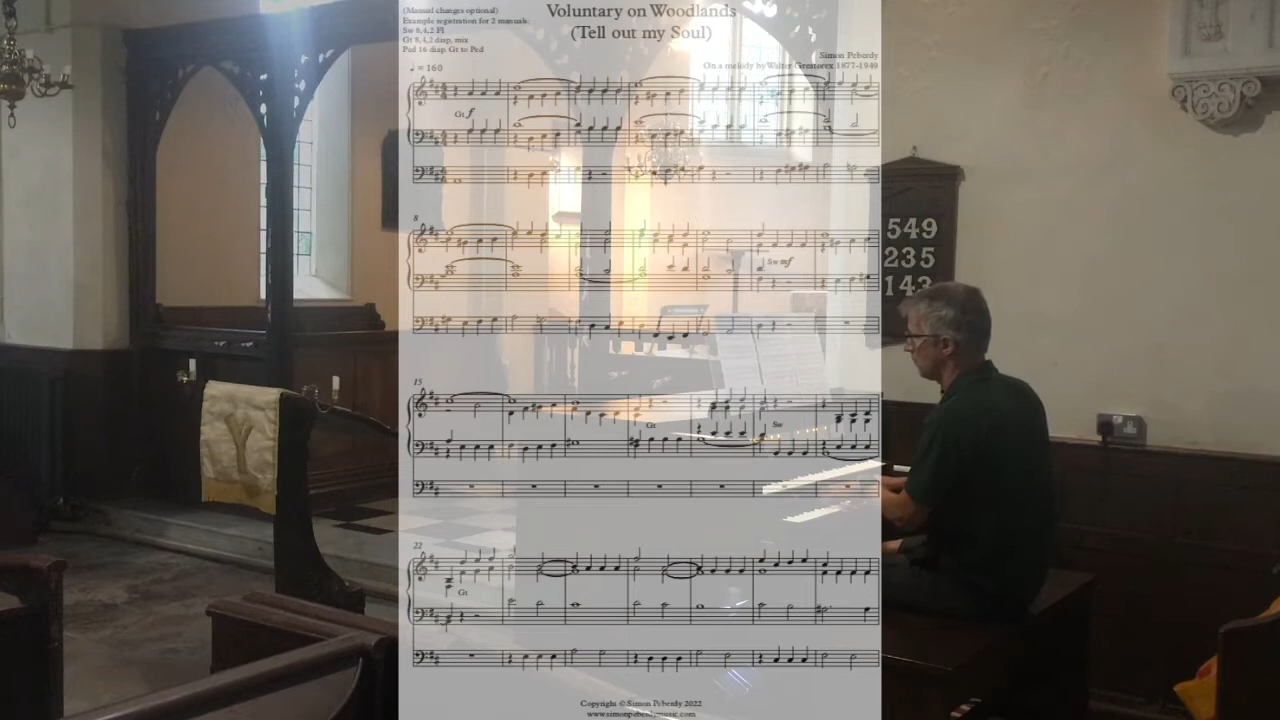 (Manual changes optional)
Example registration for 2 manuals:
Sw 8,4,2 Fl
Gt 8,4,2 diap, mix
Ped 16 diap. Gt to Ped
Voluntary on Woodlands
(Tell out my Soul)
Simon Peberdy
On a melody by Walter Greatorex 1877-1949
♩ = 160
Gt f
8
Sw mf
15
Gt
Sw
22
Gt
549
235
143
Y
Copyright © Simon Peberdy 2022
www.simonpeberdymusic.com